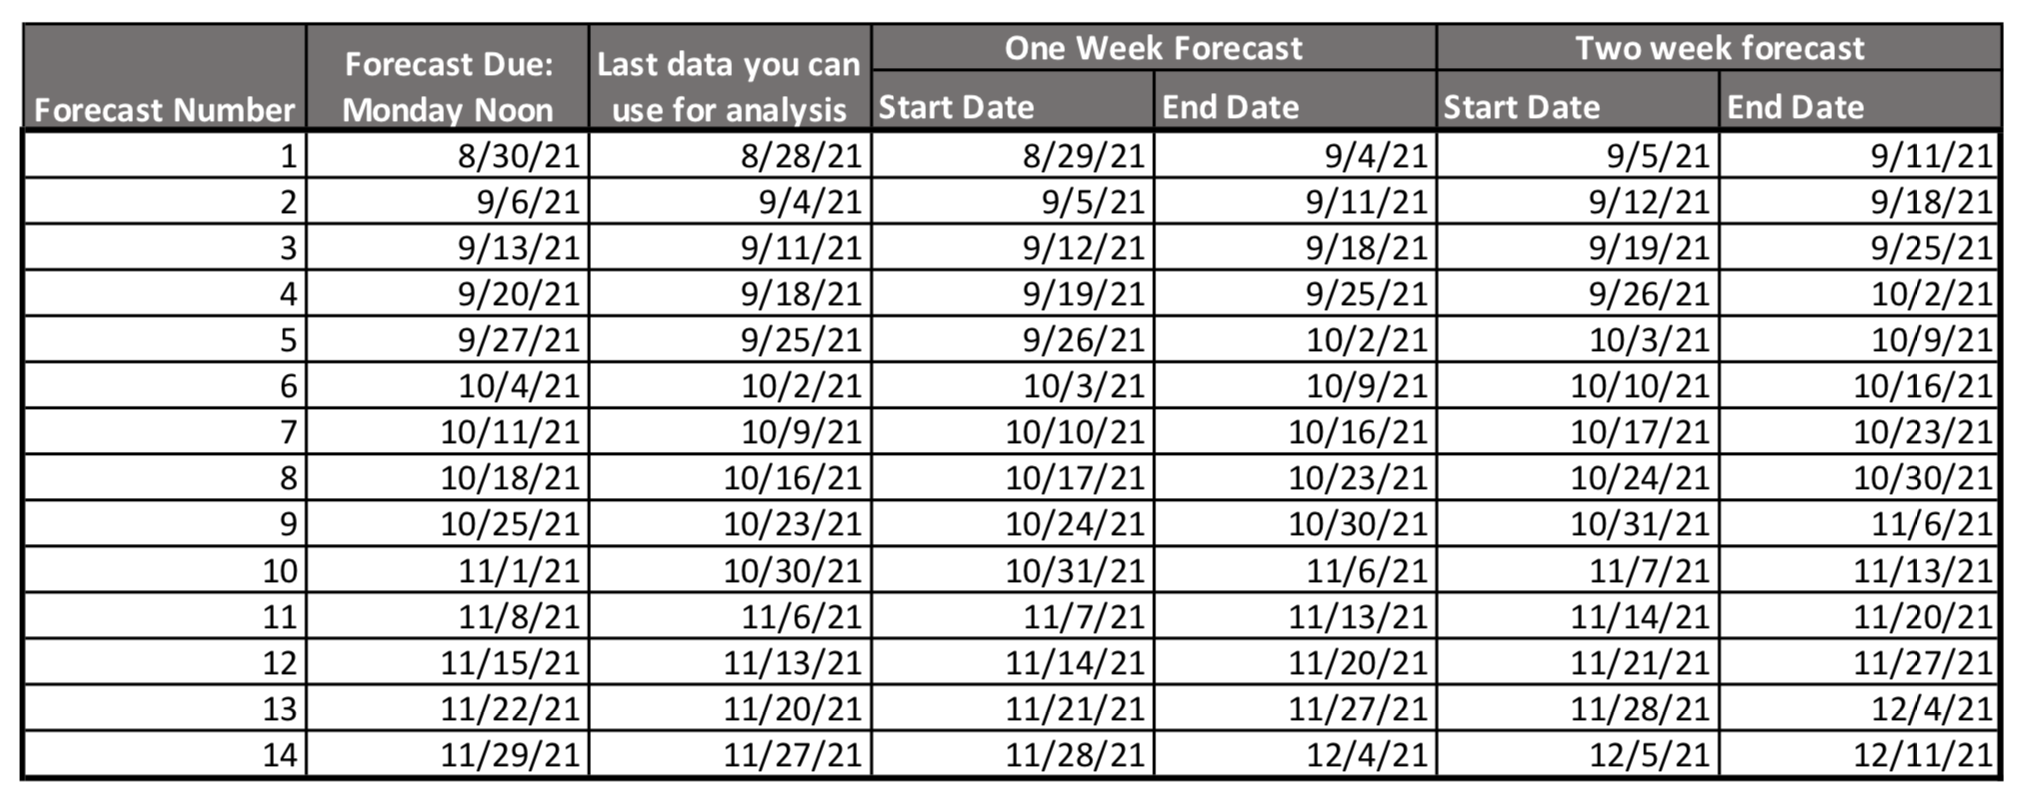 One Week Forecast Two week forecast
Forecast Due: Last data you can
Forecast Number Monday Noon use for analysis Start Date End Date Start Date End Date
1 8/30/21 8/28/21 8/29/21 9/4/21 9/5/21 9/11/21
2 9/6/21 9/4/21 9/5/21 9/11/21 9/12/21 9/18/21
3 9/13/21 9/11/21 9/12/21 9/18/21 9/19/21 9/25/21
4 9/20/21 9/18/21 9/19/21 9/25/21 9/26/21 10/2/21
5 9/27/21 9/25/21 9/26/21 10/2/21 10/3/21 10/9/21
6 10/4/21 10/2/21 10/3/21 10/9/21 10/10/21 10/16/21
7 10/11/21 10/9/21 10/10/21 10/16/21 10/17/21 10/23/21
8 10/18/21 10/16/21 10/17/21 10/23/21 10/24/21 10/30/21
9 10/25/21 10/23/21 10/24/21 10/30/21 10/31/21 11/6/21
10 11/1/21 10/30/21 10/31/21 11/6/21 11/7/21 11/13/21
11 11/8/21 11/6/21 11/7/21 11/13/21 11/14/21 11/20/21
12 11/15/21 11/13/21 11/14/21 11/20/21 11/21/21 11/27/21
13 11/22/21 11/20/21 11/21/21 11/27/21 11/28/21 12/4/21
14 11/29/21 11/27/21 11/28/21 12/4/21 12/5/21 12/11/21